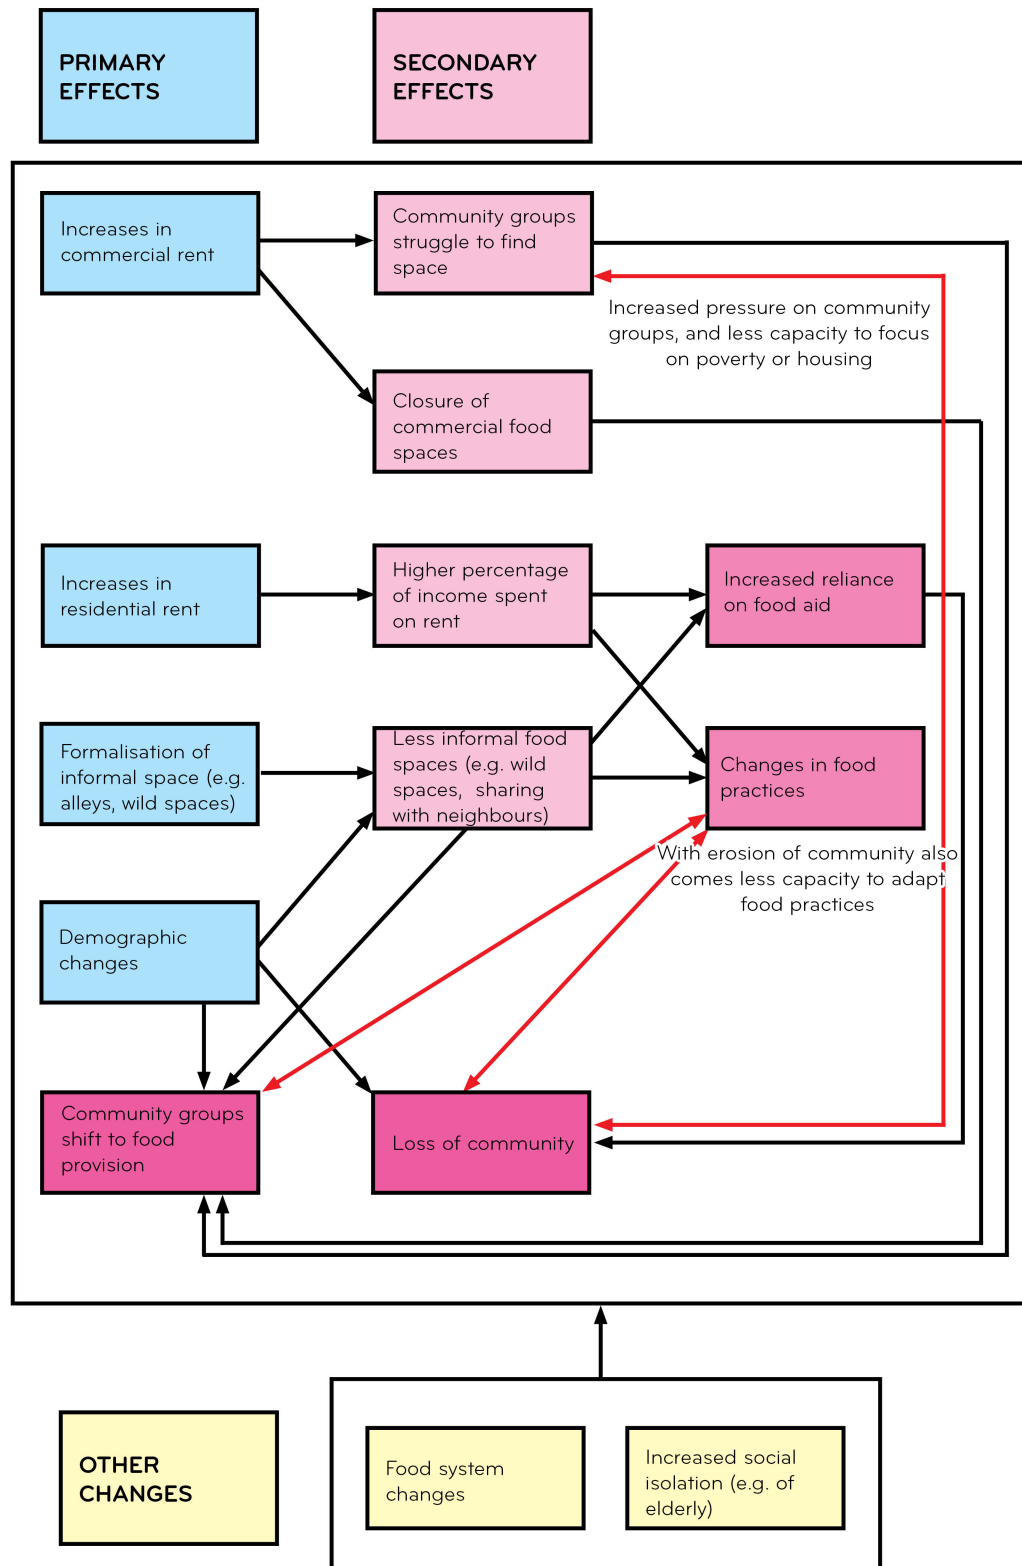 PRIMARY
EFFECTS
SECONDARY
EFFECTS
Increases in
commercial rent
Community groups
struggle to find
space
Increased pressure on community
groups, and less capacity to focus
on poverty or housing
Closure of
commercial food
spaces
Increases in
residential rent
Higher percentage
of income spent
on rent
Increased reliance
on food aid
Formalisation of
informal space (e.g.
alleys, wild spaces)
Less informal food
spaces (e.g. wild
spaces, sharing
with neighbours)
Changes in food
practices
With erosion of community also
comes less capacity to adapt
food practices
Demographic
changes
Community groups
shift to food
provision
Loss of community
OTHER
CHANGES
Food system
changes
Increased social
isolation (e.g. of
elderly)